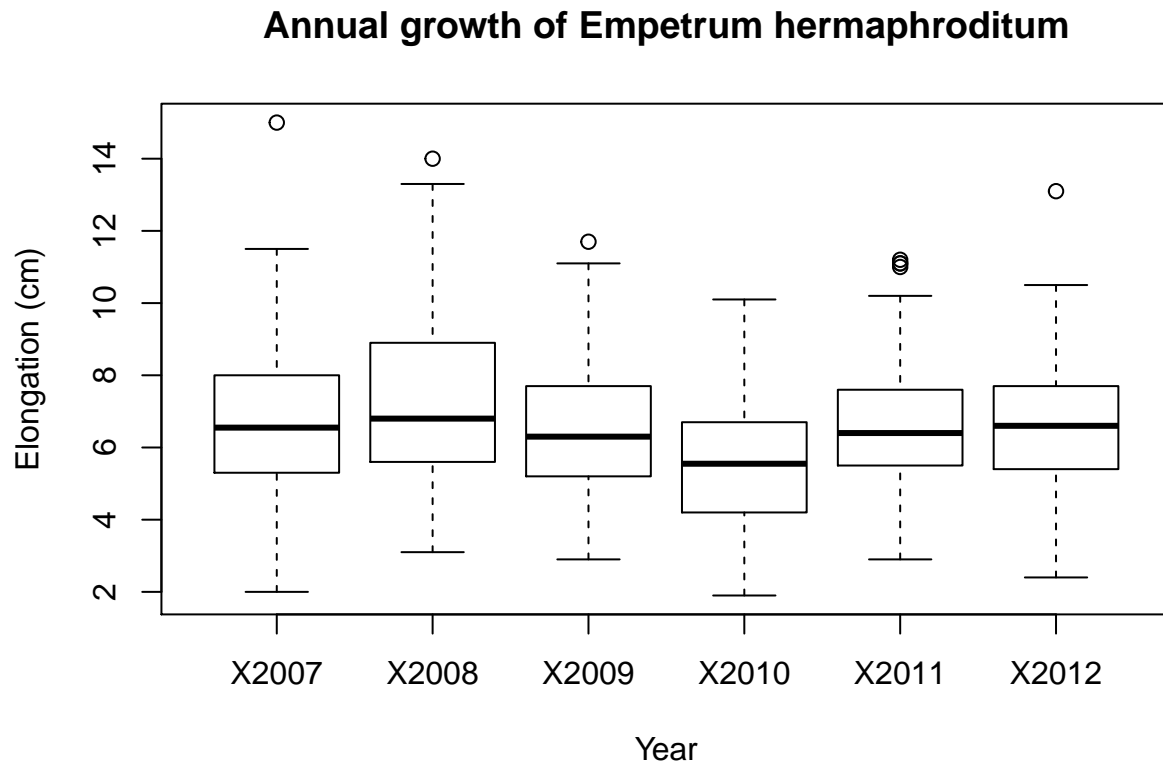 Annual growth of Empetrum hermaphroditum
Elongation (cm)
14
12
10
8
6
4
2
X2007 X2008 X2009 X2010 X2011 X2012
Year